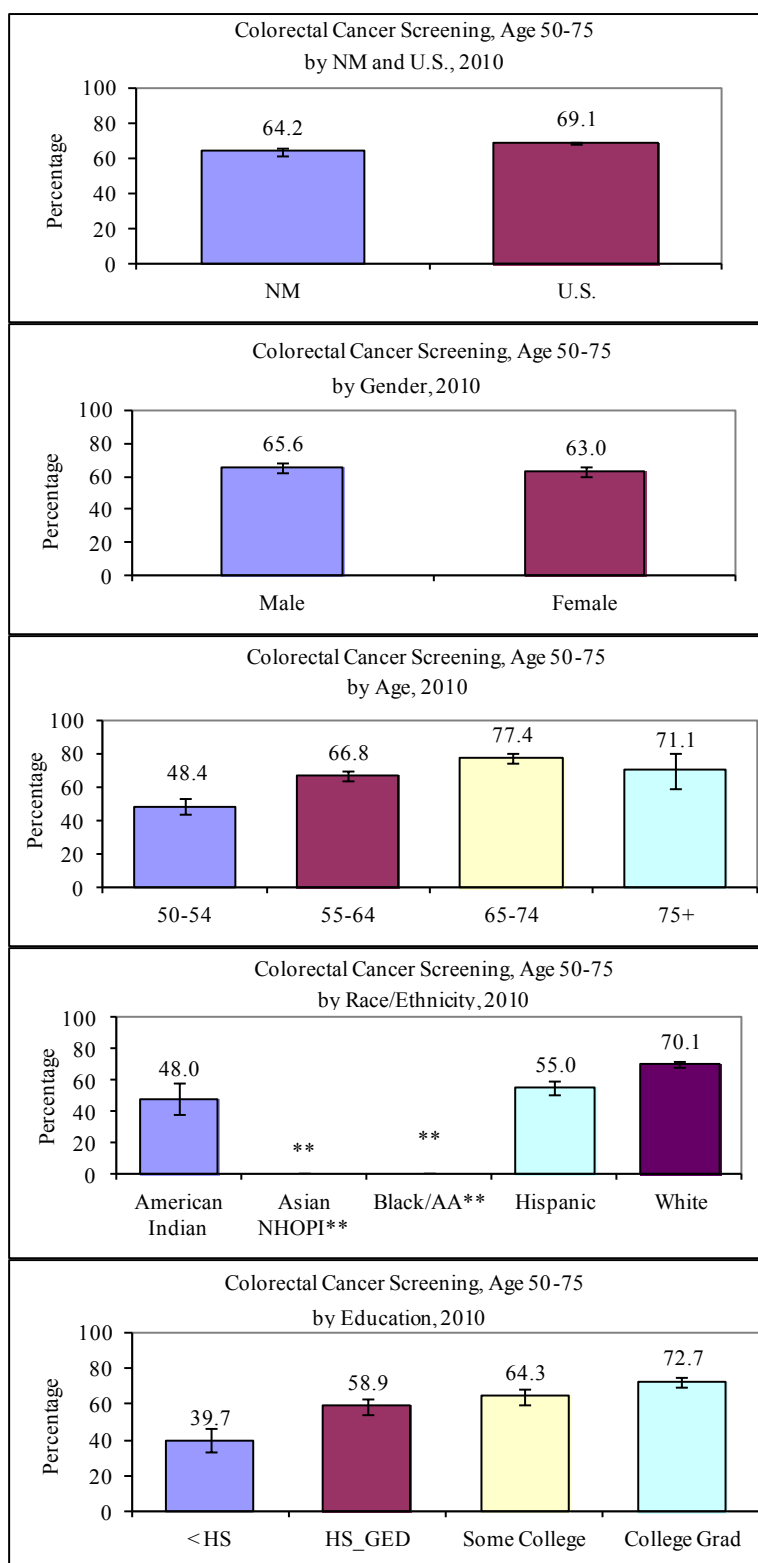 Colorectal Cancer Screening, Age 50-75
by NM and U.S., 2010
Percentage
100
80
60
40
20
0
64.2
69.1
NM
U.S.
Colorectal Cancer Screening, Age 50-75
by Gender, 2010
Percentage
100
80
60
40
20
0
65.6
63.0
Male
Female
Colorectal Cancer Screening, Age 50-75
by Age, 2010
Percentage
100
80
60
40
20
0
48.4
66.8
77.4
71.1
50-54
55-64
65-74
75+
Colorectal Cancer Screening, Age 50-75
by Race/Ethnicity, 2010
Percentage
100
80
60
40
20
0
48.0
**
**
55.0
70.1
American
Indian
Asian
NHOPI**
Black/AA**
Hispanic
White
Colorectal Cancer Screening, Age 50-75
by Education, 2010
Percentage
100
80
60
40
20
0
39.7
58.9
64.3
72.7
<HS
HS_GED
Some College
College Grad